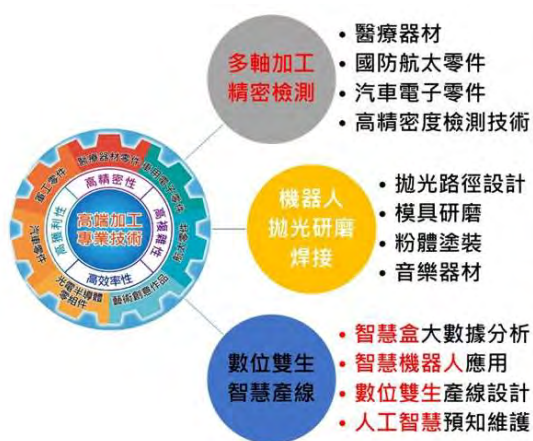 醫療器材零件
軍工零件
汽車零件
光電半導體
零組件
藝術創意作品
高精密性
高複雜性
高效率性
高獲利性
高端加工
專業技術
多軸加工
精密檢測
• 醫療器材
• 國防航太零件
• 汽車電子零件
• 高精密度檢測技術
機器人
拋光研磨
焊接
• 拋光路徑設計
• 模具研磨
• 粉體塗裝
• 音樂器材
數位雙生
智慧產線
• 智慧盒大數據分析
• 智慧機器人應用
• 數位雙生產線設計
• 人工智慧預知維護